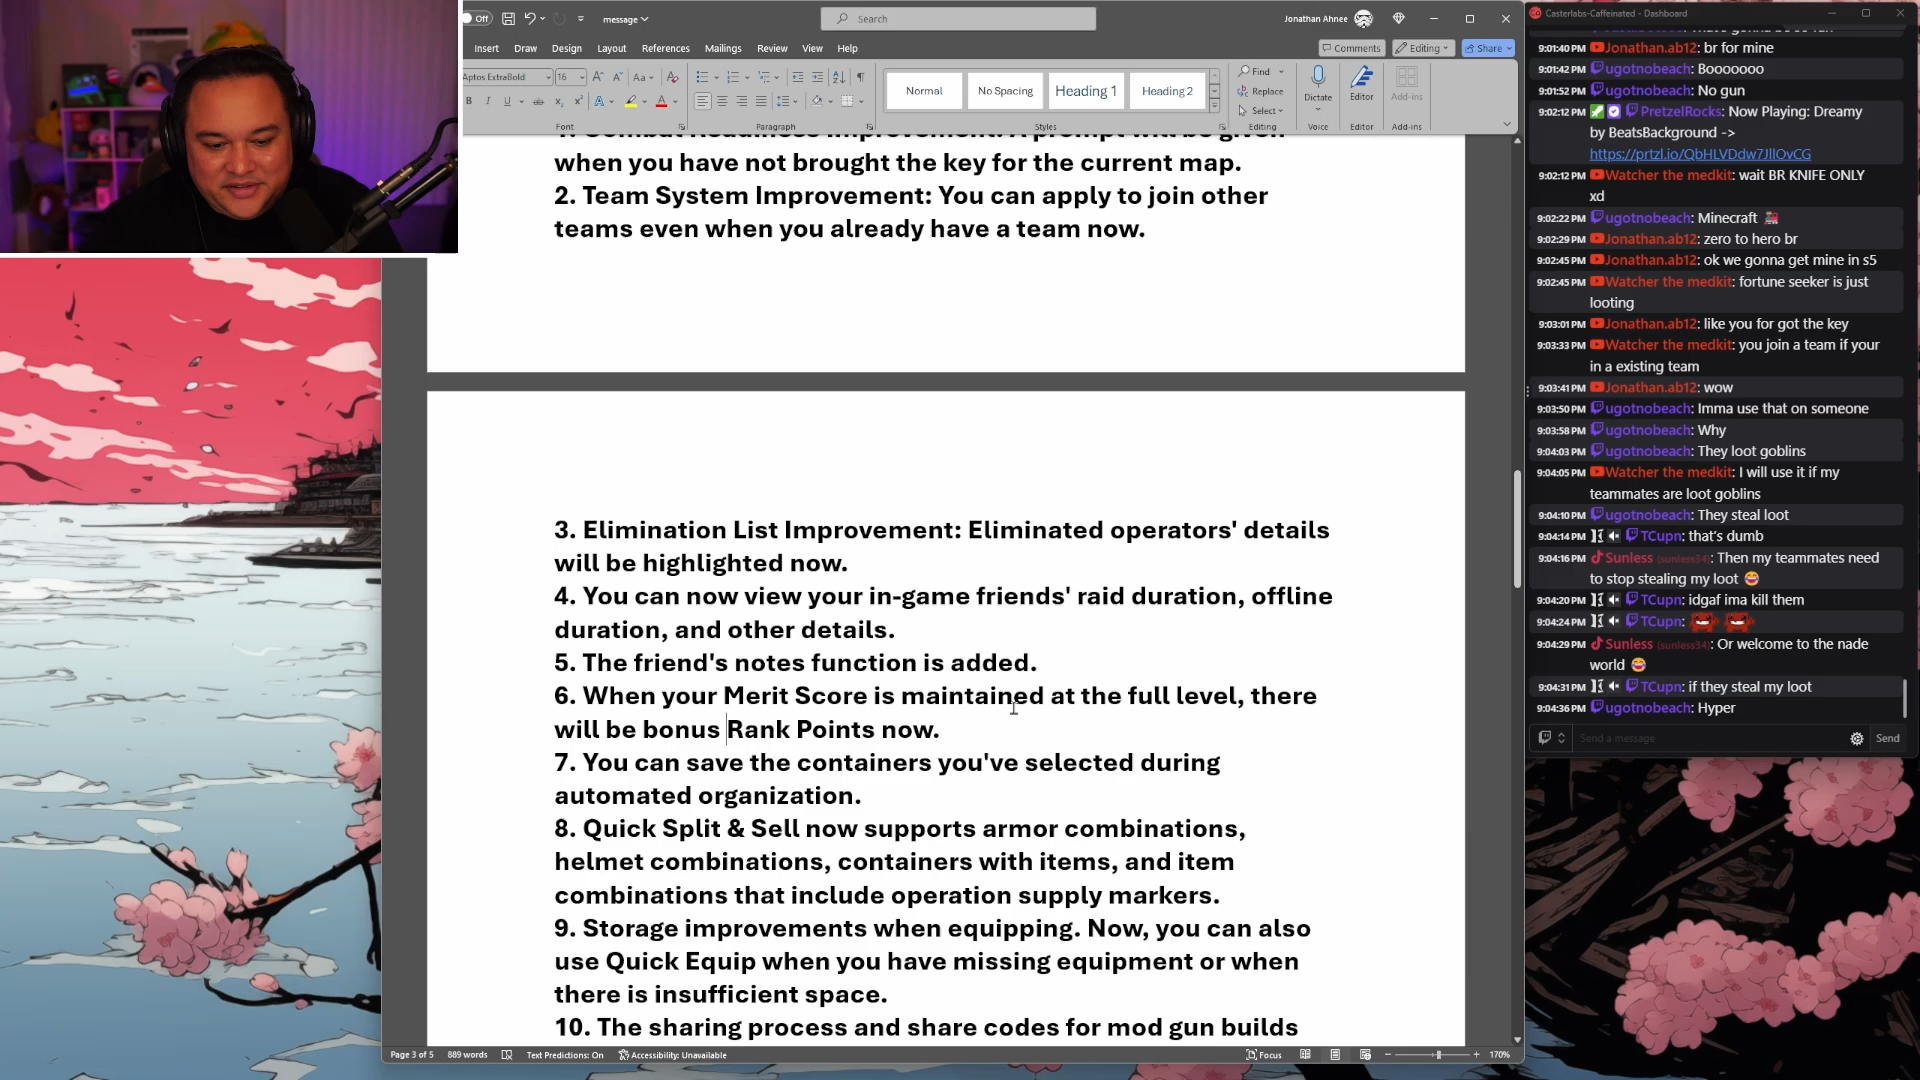 Off
message
Search
Jonathan Ahnee
Insert Draw Design Layout References Mailings Review View Help
Comments Editing Share
Aptos ExtraBold 16
Normal
No Spacing
Heading 1
Heading 2
Find
Replace
Select
Dictate
Editor
Add-ins
Font Paragraph Styles Editing Voice Editor Add-ins
when you have not brought the key for the current map.
2. Team System Improvement: You can apply to join other
teams even when you already have a team now.
3. Elimination List Improvement: Eliminated operators' details
will be highlighted now.
4. You can now view your in-game friends' raid duration, offline
duration, and other details.
5. The friend's notes function is added.
6. When your Merit Score is maintained at the full level, there
will be bonus Rank Points now.
7. You can save the containers you've selected during
automated organization.
8. Quick Split & Sell now supports armor combinations,
helmet combinations, containers with items, and item
combinations that include operation supply markers.
9. Storage improvements when equipping. Now, you can also
use Quick Equip when you have missing equipment or when
there is insufficient space.
10. The sharing process and share codes for mod gun builds
Page 3 of 5 889 words Text Predictions: On Accessibility: Unavailable
Focus 170%
Casterlabs-Caffeinated - Dashboard
9:01:40 PM Jonathan.ab12: br for mine
9:01:42 PM ugotnobeach: Booooooo
9:01:52 PM ugotnobeach: No gun
9:02:12 PM PretzelRocks: Now Playing: Dreamy
by BeatsBackground ->
https://prtzl.io/QbHLVDdw7JllOvCG
9:02:12 PM Watcher the medkit: wait BR KNIFE ONLY
xd
9:02:22 PM ugotnobeach: Minecraft
9:02:29 PM Jonathan.ab12: zero to hero br
9:02:45 PM Jonathan.ab12: ok we gonna get mine in s5
9:02:45 PM Watcher the medkit: fortune seeker is just
looting
9:03:01 PM Jonathan.ab12: like you for got the key
9:03:33 PM Watcher the medkit: you join a team if your
in a existing team
9:03:41 PM Jonathan.ab12: wow
9:03:50 PM ugotnobeach: Imma use that on someone
9:03:58 PM ugotnobeach: Why
9:04:03 PM ugotnobeach: They loot goblins
9:04:05 PM Watcher the medkit: I will use it if my
teammates are loot goblins
9:04:10 PM ugotnobeach: They steal loot
9:04:14 PM TCupn: that's dumb
9:04:16 PM Sunless (sunless34): Then my teammates need
to stop stealing my loot 😂
9:04:20 PM TCupn: idgaf ima kill them
9:04:24 PM TCupn:
9:04:29 PM Sunless (sunless34): Or welcome to the nade
world 😂
9:04:31 PM TCupn: if they steal my loot
9:04:36 PM ugotnobeach: Hyper
Send a message
Send